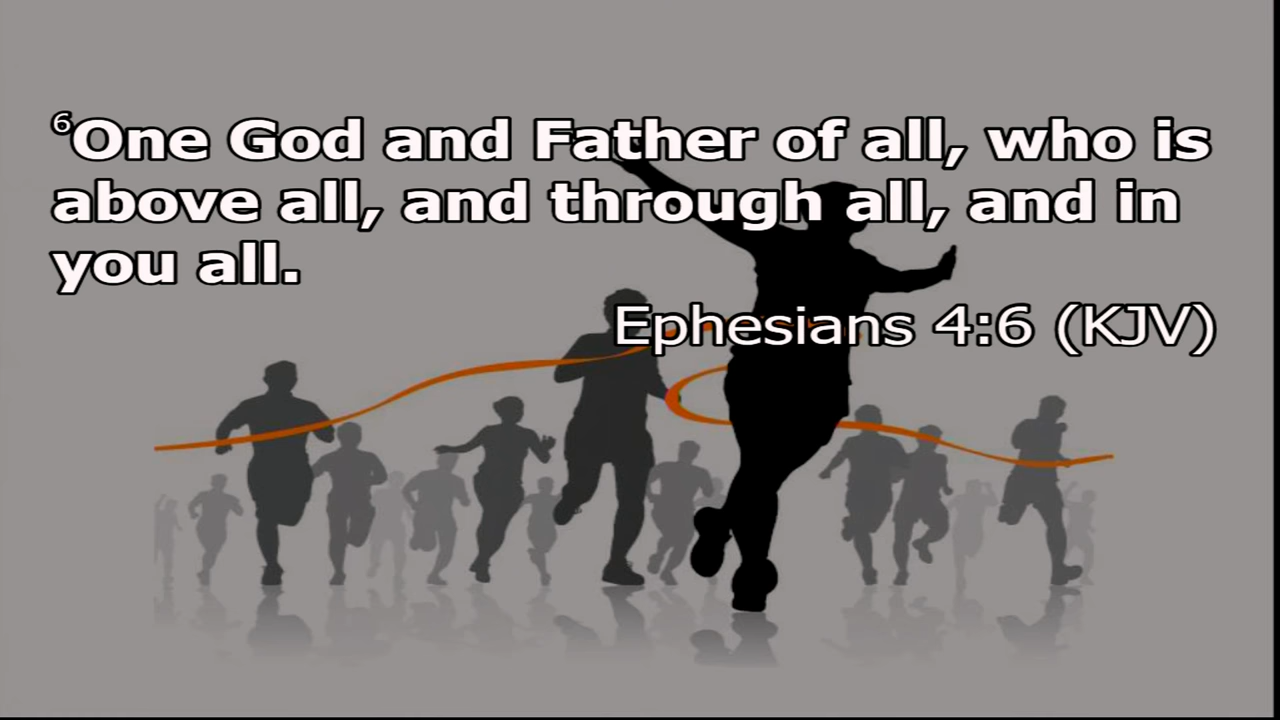 ⁶One God and Father of all, who is
above all, and through all, and in
you all.
Ephesians 4:6 (KJV)